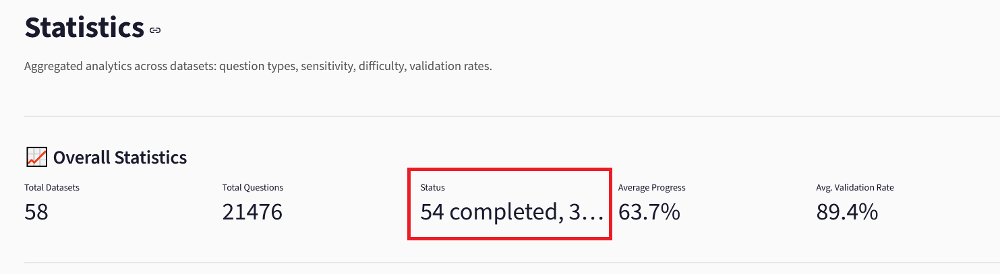 Statistics
Aggregated analytics across datasets: question types, sensitivity, difficulty, validation rates.
Overall Statistics
Total Datasets
58
Total Questions
21476
Status
54 completed, 3…
Average Progress
63.7%
Avg. Validation Rate
89.4%